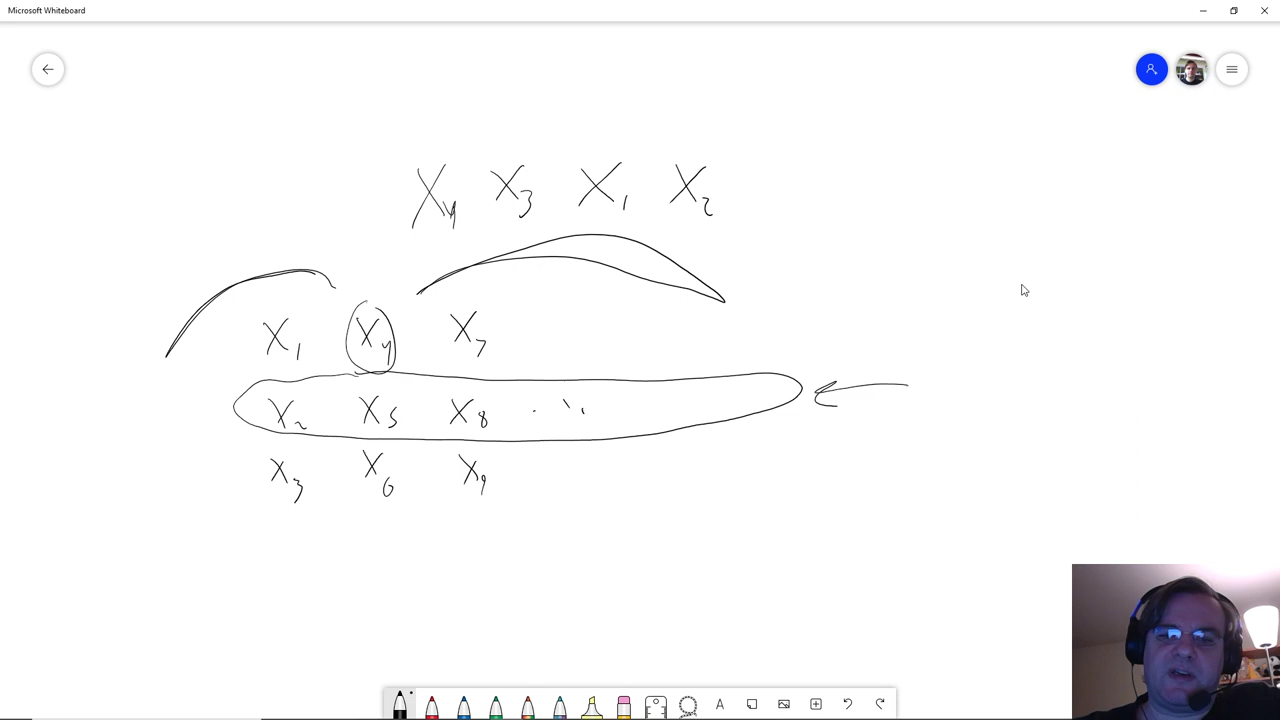 Microsoft Whiteboard
X₄ X₃ X₁ X₂
X₁ X₄ X₇
X₂ X₅ X₈ . . .
X₃ X₆ X₉
A